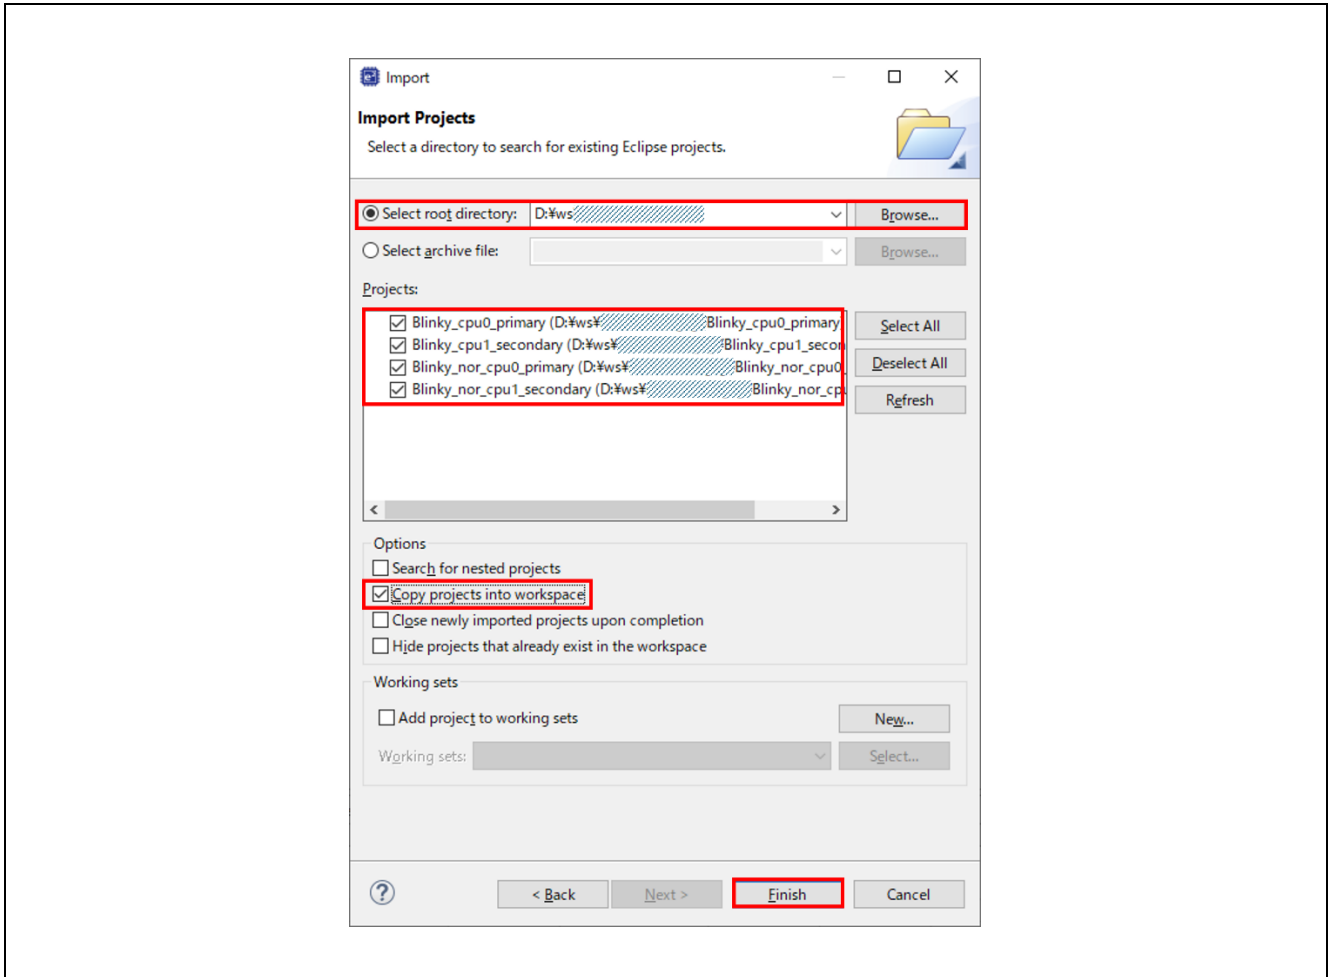 Import
Import Projects
Select a directory to search for existing Eclipse projects.
Select root directory: D:¥ws Browse...
Select archive file: Browse...
Projects:
Blinky_cpu0_primary (D:¥ws¥ Blinky_cpu0_primary
Blinky_cpu1_secondary (D:¥ws¥ Blinky_cpu1_secon
Blinky_nor_cpu0_primary (D:¥ws¥ Blinky_nor_cpu0_
Blinky_nor_cpu1_secondary (D:¥ws¥ Blinky_nor_cpu
Select All
Deselect All
Refresh
Options
Search for nested projects
Copy projects into workspace
Close newly imported projects upon completion
Hide projects that already exist in the workspace
Working sets
Add project to working sets New...
Working sets: Select...
? < Back Next > Finish Cancel